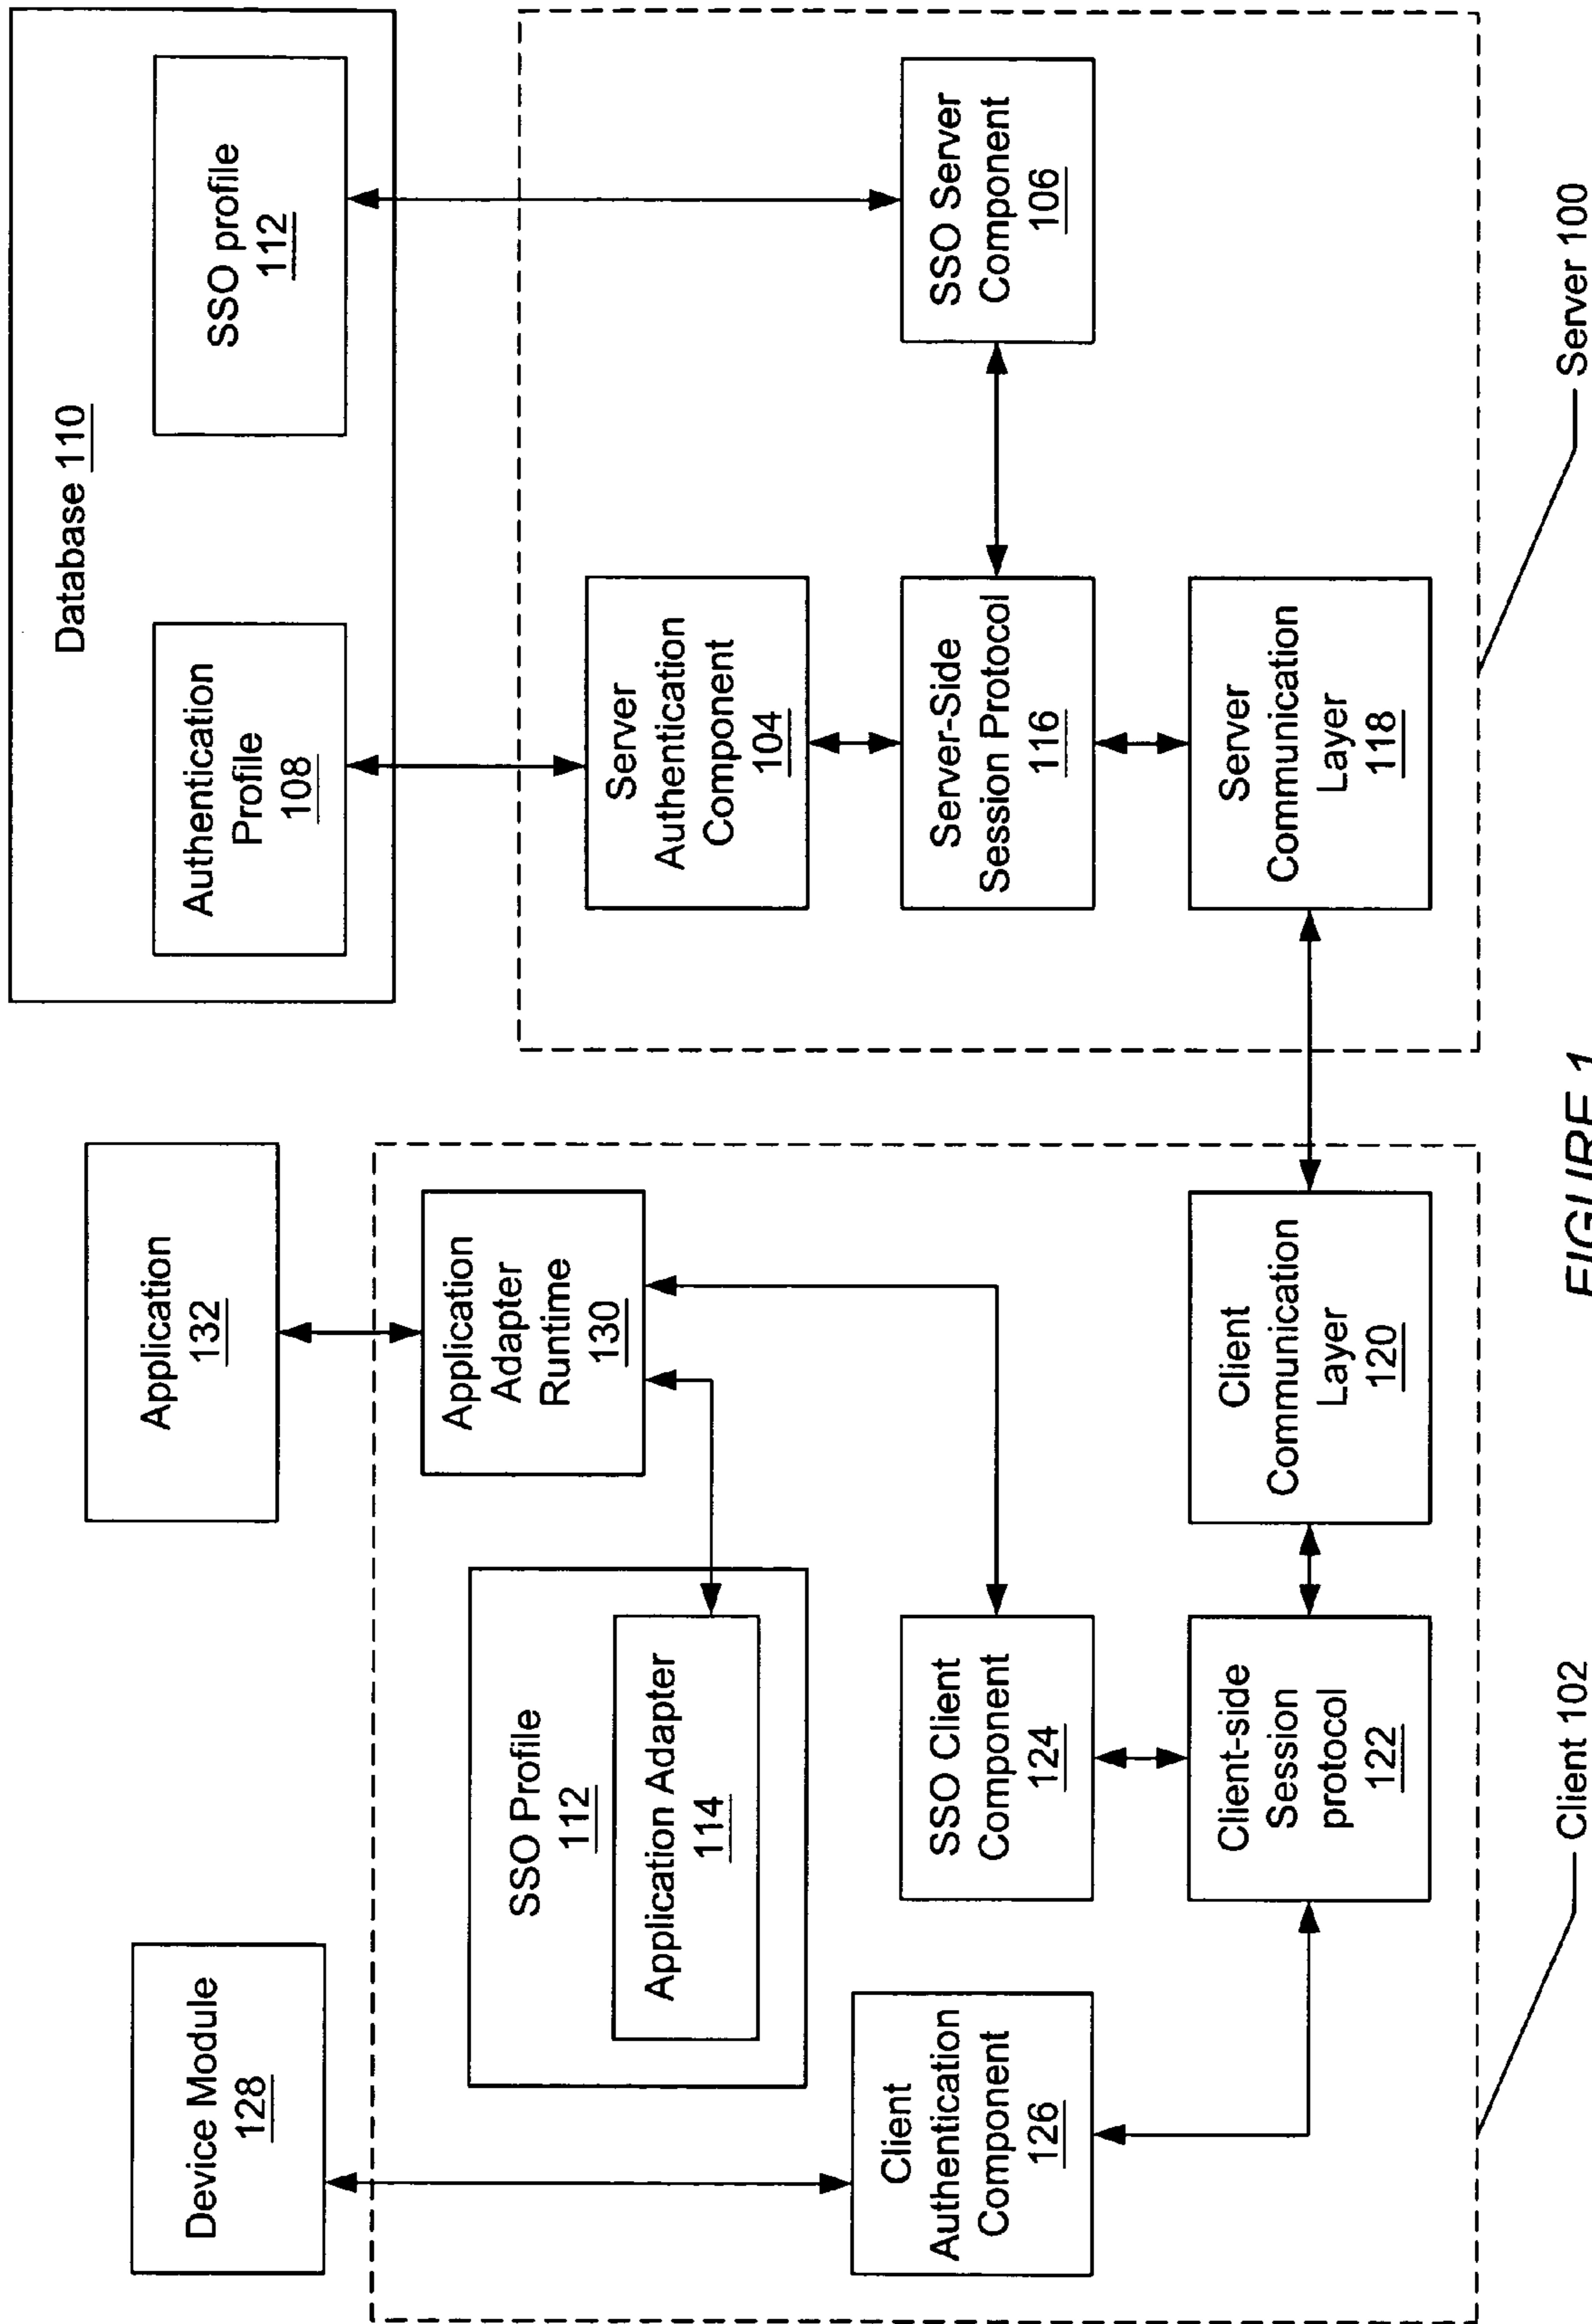 Device Module
128
Application
132
Database 110
Authentication
Profile
108
SSO profile
112
SSO Profile
112
Application Adapter
114
Application
Adapter
Runtime
130
Server
Authentication
Component
104
Client
Authentication
Component
126
SSO Client
Component
124
Server-Side
Session Protocol
116
SSO Server
Component
106
Client-side
Session
protocol
122
Client
Communication
Layer
120
Server
Communication
Layer
118
Client 102
Server 100
FIGURE 1